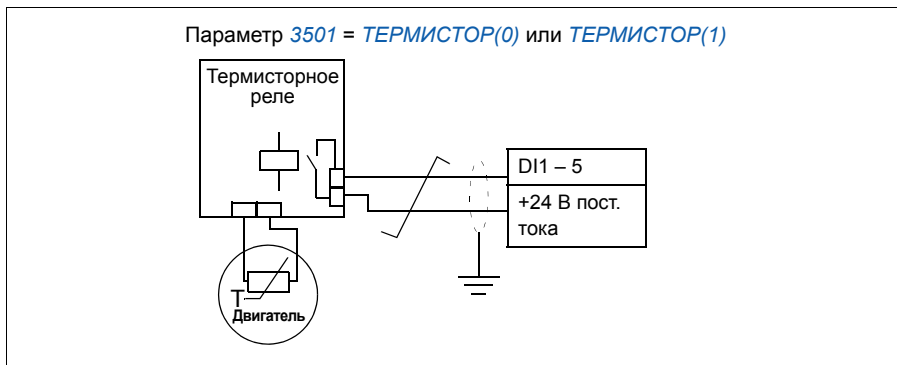 Параметр 3501 = ТЕРМИСТОР(0) или ТЕРМИСТОР(1)
Термисторное
реле
DI1 – 5
+24 В пост.
тока
T
Двигатель